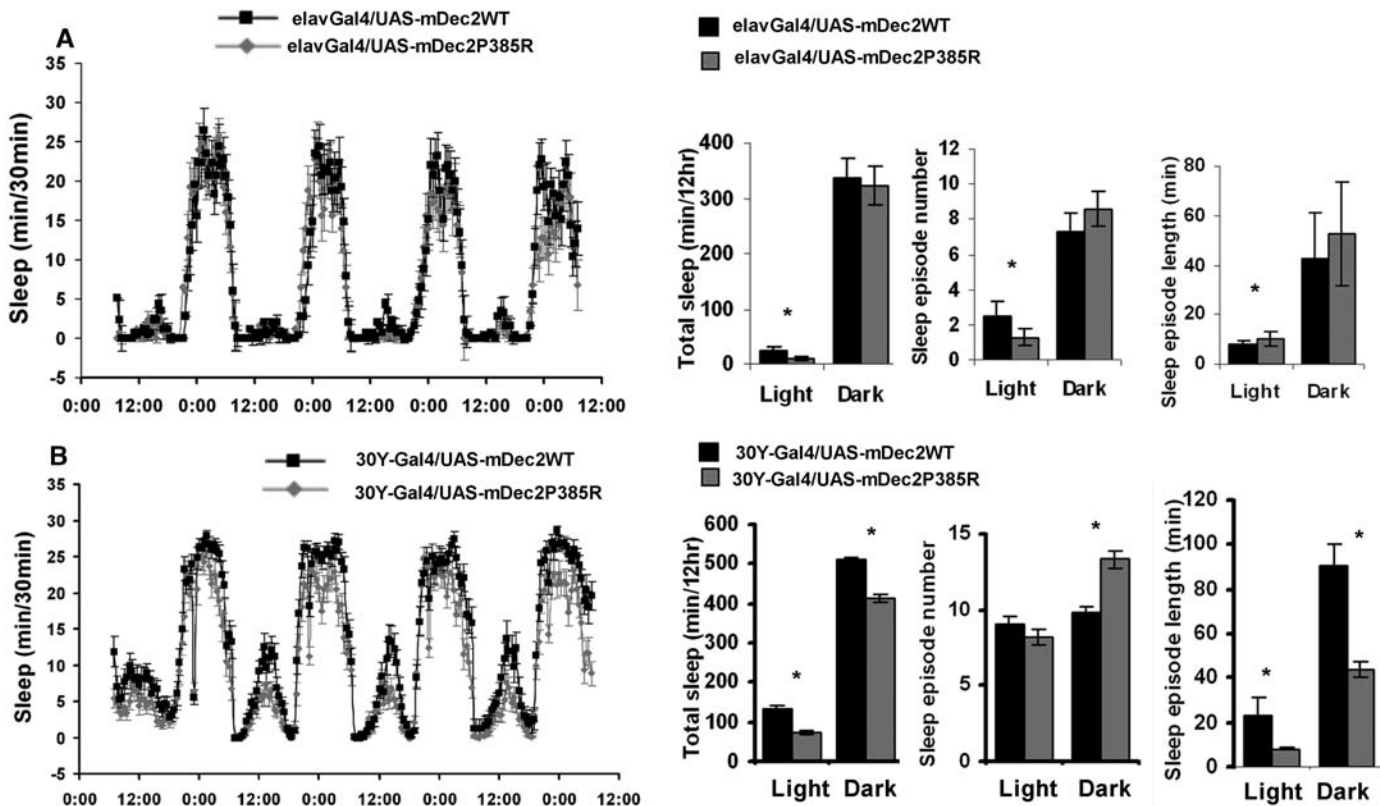 A
elavGal4/UAS-mDec2WT
elavGal4/UAS-mDec2P385R
Sleep (min/30min)
35
30
25
20
15
10
5
0
-5
0:00 12:00 0:00 12:00 0:00 12:00 0:00 12:00 0:00 12:00
elavGal4/UAS-mDec2WT
elavGal4/UAS-mDec2P385R
Total sleep (min/12hr)
400
300
200
100
0
*
Light Dark
Sleep episode number
12
10
8
6
4
2
0
*
Light Dark
Sleep episode length (min)
80
60
40
20
0
*
Light Dark
B
30Y-Gal4/UAS-mDec2WT
30Y-Gal4/UAS-mDec2P385R
Sleep (min/30min)
35
30
25
20
15
10
5
0
-5
0:00 12:00 0:00 12:00 0:00 12:00 0:00 12:00 0:00 12:00
30Y-Gal4/UAS-mDec2WT
30Y-Gal4/UAS-mDec2P385R
Total sleep (min/12hr)
600
500
400
300
200
100
0
*
*
Light Dark
Sleep episode number
15
10
5
0
*
Light Dark
Sleep episode length (min)
120
100
80
60
40
20
0
*
*
Light Dark